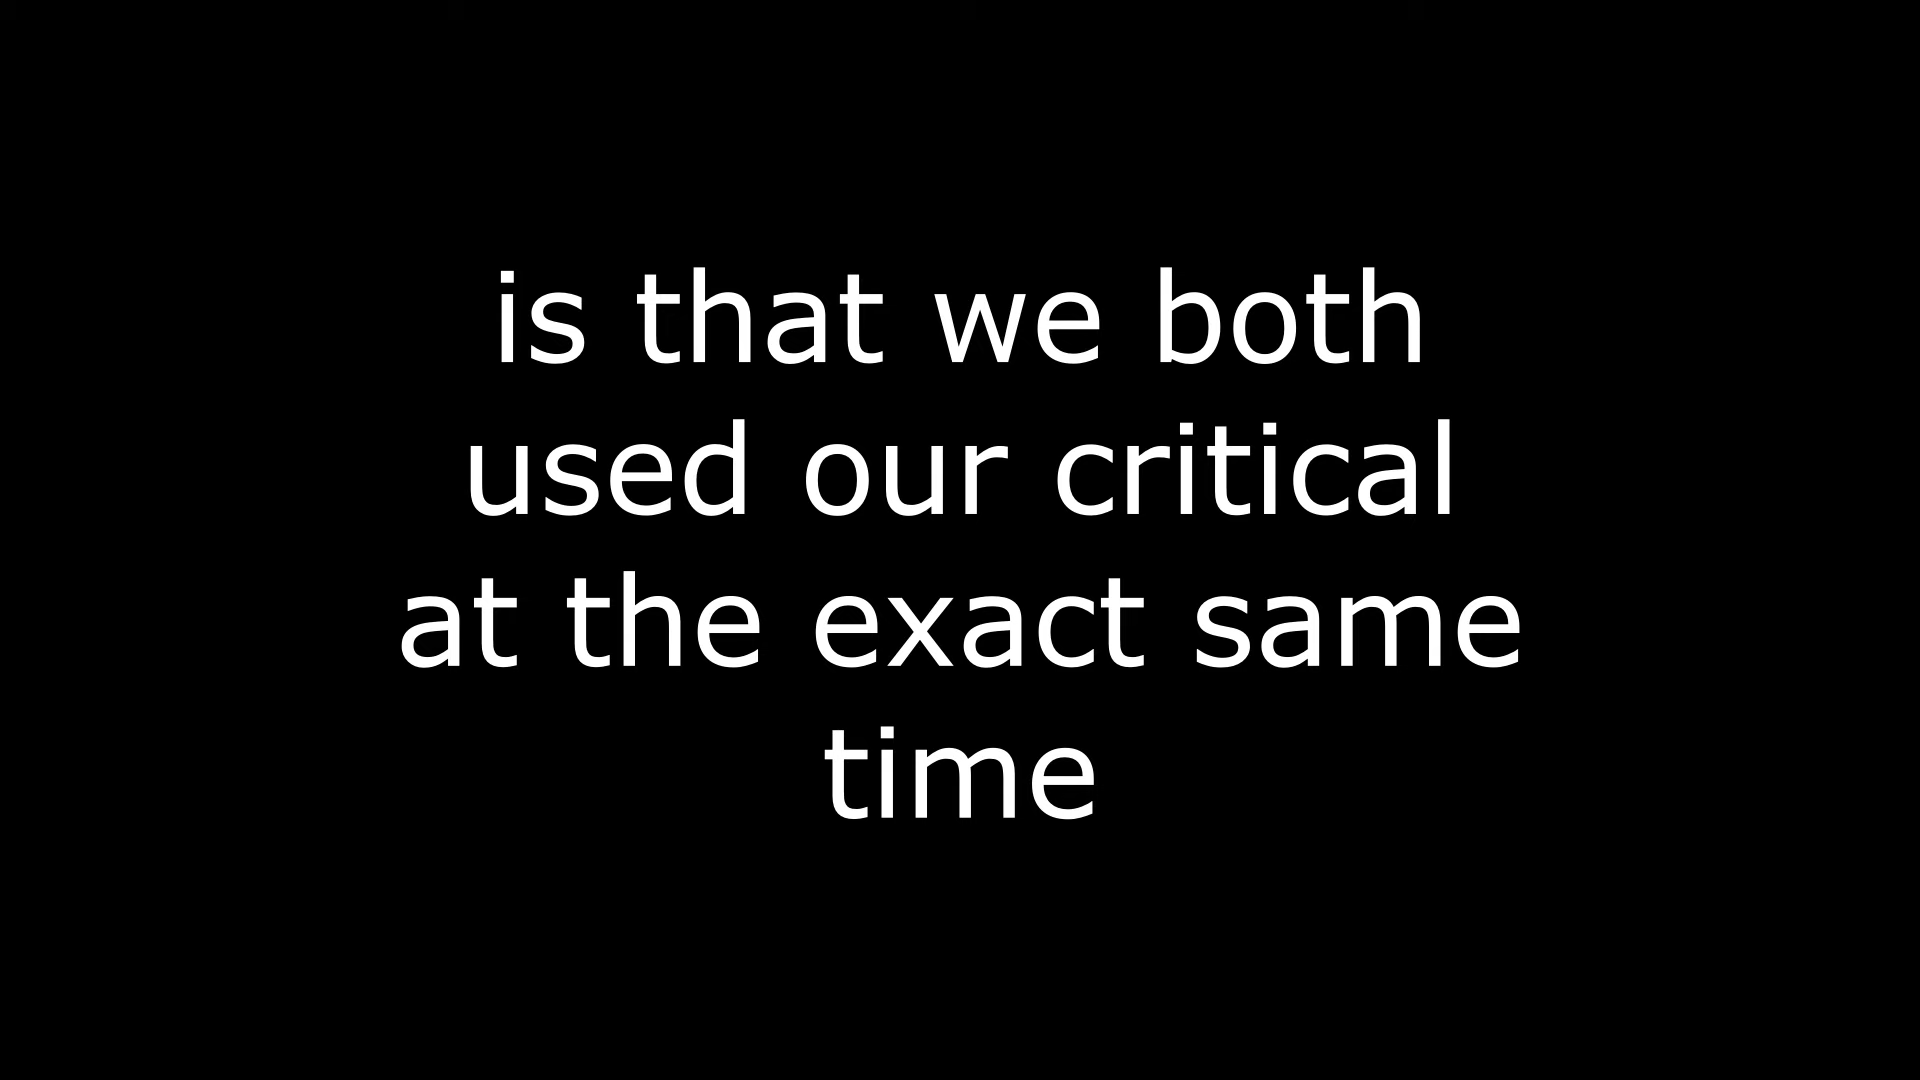 is that we both
used our critical
at the exact same
time